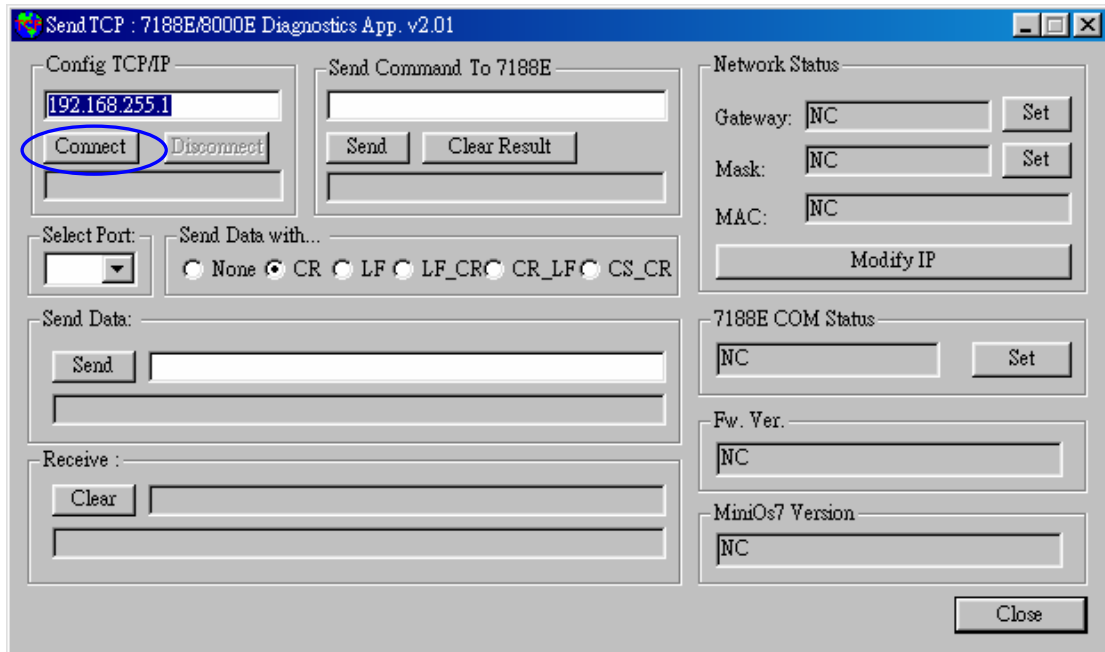 SendTCP : 7188E/8000E Diagnostics App. v2.01
Config TCP/IP
192.168.255.1
Connect
Disconnect
Send Command To 7188E
Send
Clear Result
Select Port:
Send Data with...
None
CR
LF
LF_CR
CR_LF
CS_CR
Send Data:
Send
Receive :
Clear
Network Status
Gateway:
NC
Set
Mask:
NC
Set
MAC:
NC
Modify IP
7188E COM Status
NC
Set
Fw. Ver.
NC
MiniOs7 Version
NC
Close